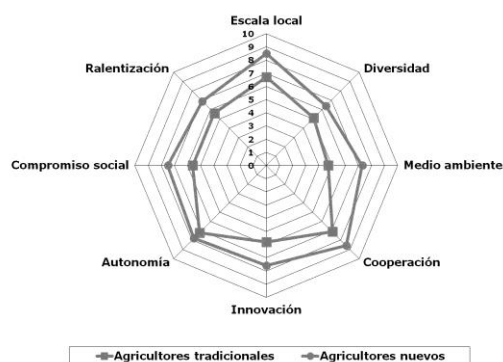 Escala local
10
9
8
7
6
5
4
3
2
1
0
Ralentización
Diversidad
Compromiso social
Medio ambiente
Autonomía
Cooperación
Innovación
Agricultores tradicionales
Agricultores nuevos